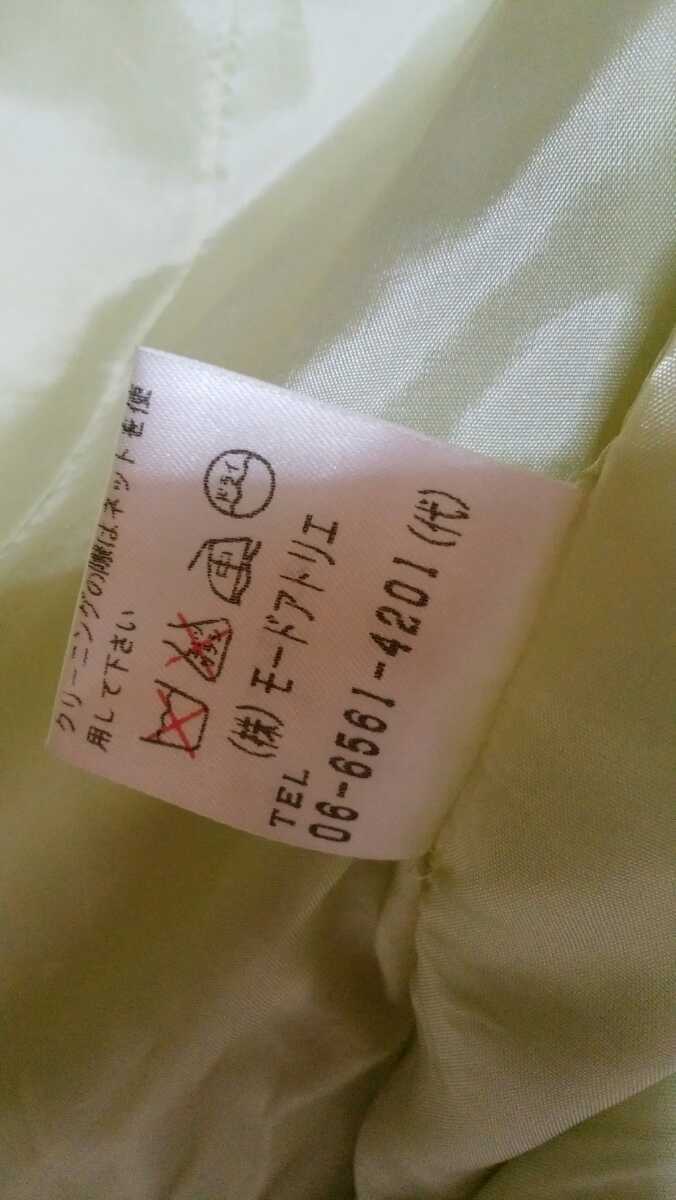 クリーニングの際はネットを使
用して下さい
ドライ
中
(株)モードアトリエ
TEL
06-6561-4201(代)